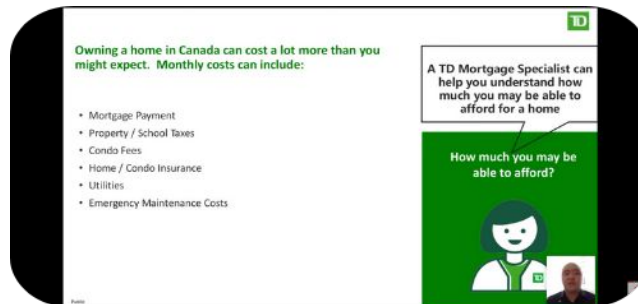 TD
Owning a home in Canada can cost a lot more than you
might expect. Monthly costs can include:
• Mortgage Payment
• Property / School Taxes
• Condo Fees
• Home / Condo Insurance
• Utilities
• Emergency Maintenance Costs
A TD Mortgage Specialist can
help you understand how
much you may be able to
afford for a home
How much you may be
able to afford?
TD